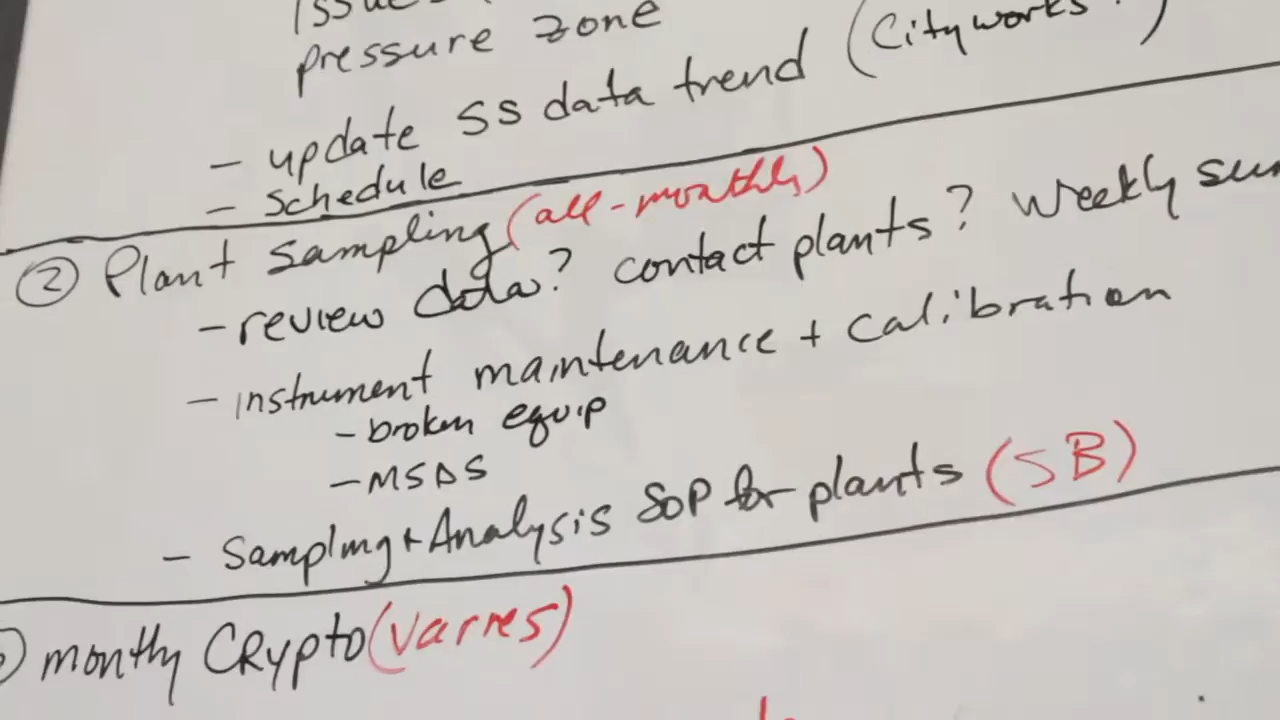 pressure zone
- update SS data trend (Cityworks?)
- Schedule
② Plant Sampling (all-monthly)
- review data? contact plants? Weekly
- instrument maintenance + calibration
- broken equip
- MSDS
- Sampling + Analysis SOP for plants (SB)
monthly CRypto (varies)